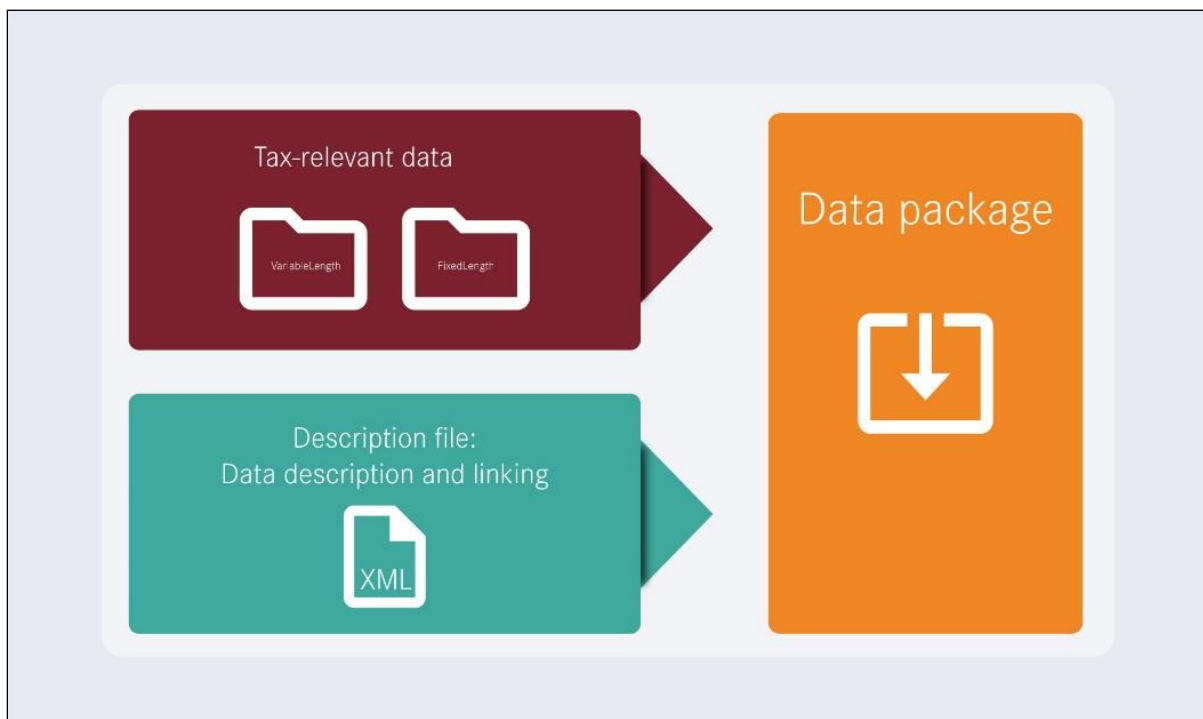 Tax-relevant data
VariableLength
FixedLength
Description file:
Data description and linking
XML
Data package